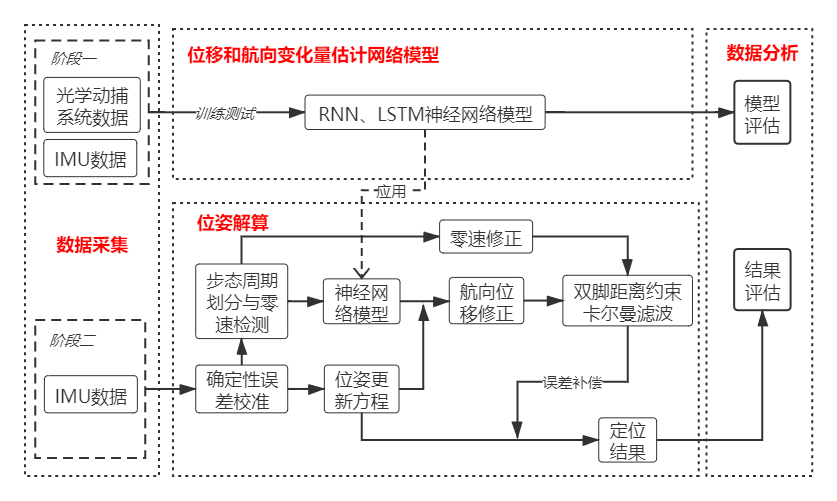 阶段一
光学动捕
系统数据
IMU数据
数据采集
阶段二
IMU数据
位移和航向变化量估计网络模型
训练测试
RNN、LSTM神经网络模型
应用
位姿解算
零速修正
步态周期
划分与零
速检测
神经网
络模型
航向位
移修正
双脚距离约束
卡尔曼滤波
确定性误
差校准
位姿更
新方程
误差补偿
定位
结果
数据分析
模型
评估
结果
评估